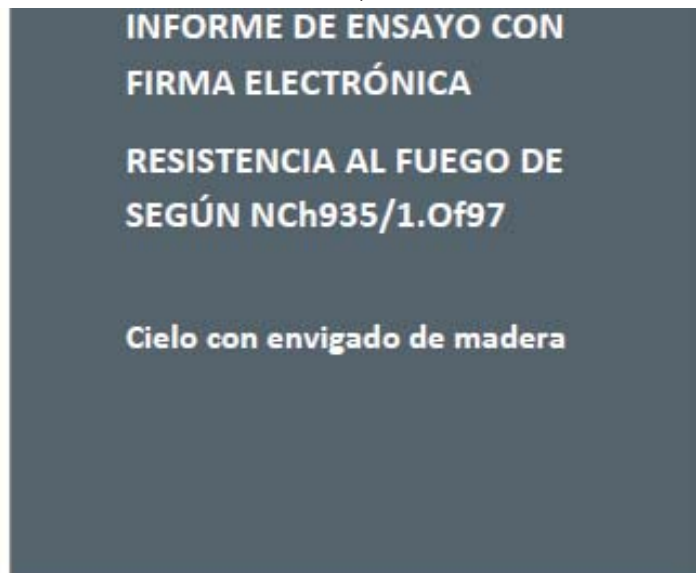 INFORME DE ENSAYO CON
FIRMA ELECTRÓNICA
RESISTENCIA AL FUEGO DE
SEGÚN NCh935/1.Of97
Cielo con envigado de madera